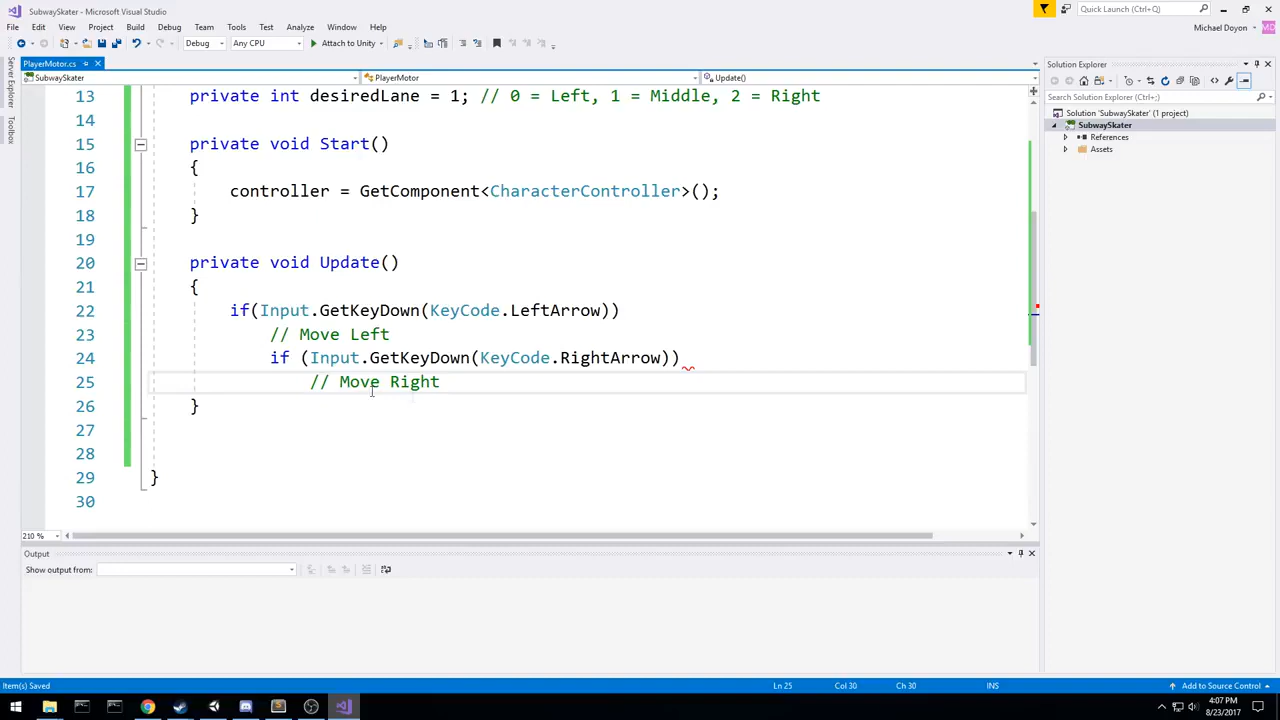 SubwaySkater - Microsoft Visual Studio
Quick Launch (Ctrl+Q)
File Edit View Project Build Debug Team Tools Test Analyze Window Help
Michael Doyon MD
Debug Any CPU Attach to Unity
Server Explorer
Toolbox
PlayerMotor.cs
SubwaySkater PlayerMotor Update()
13 private int desiredLane = 1; // 0 = Left, 1 = Middle, 2 = Right
14
15 private void Start()
16 {
17 controller = GetComponent<CharacterController>();
18 }
19
20 private void Update()
21 {
22 if(Input.GetKeyDown(KeyCode.LeftArrow))
23 // Move Left
24 if (Input.GetKeyDown(KeyCode.RightArrow))
25 // Move Right
26 }
27
28
29 }
30
210 %
Output
Show output from:
Solution Explorer
Search Solution Explorer (Ctrl+;)
Solution 'SubwaySkater' (1 project)
SubwaySkater
References
Assets
Item(s) Saved Ln 25 Col 30 Ch 30 INS Add to Source Control
4:07 PM
8/23/2017